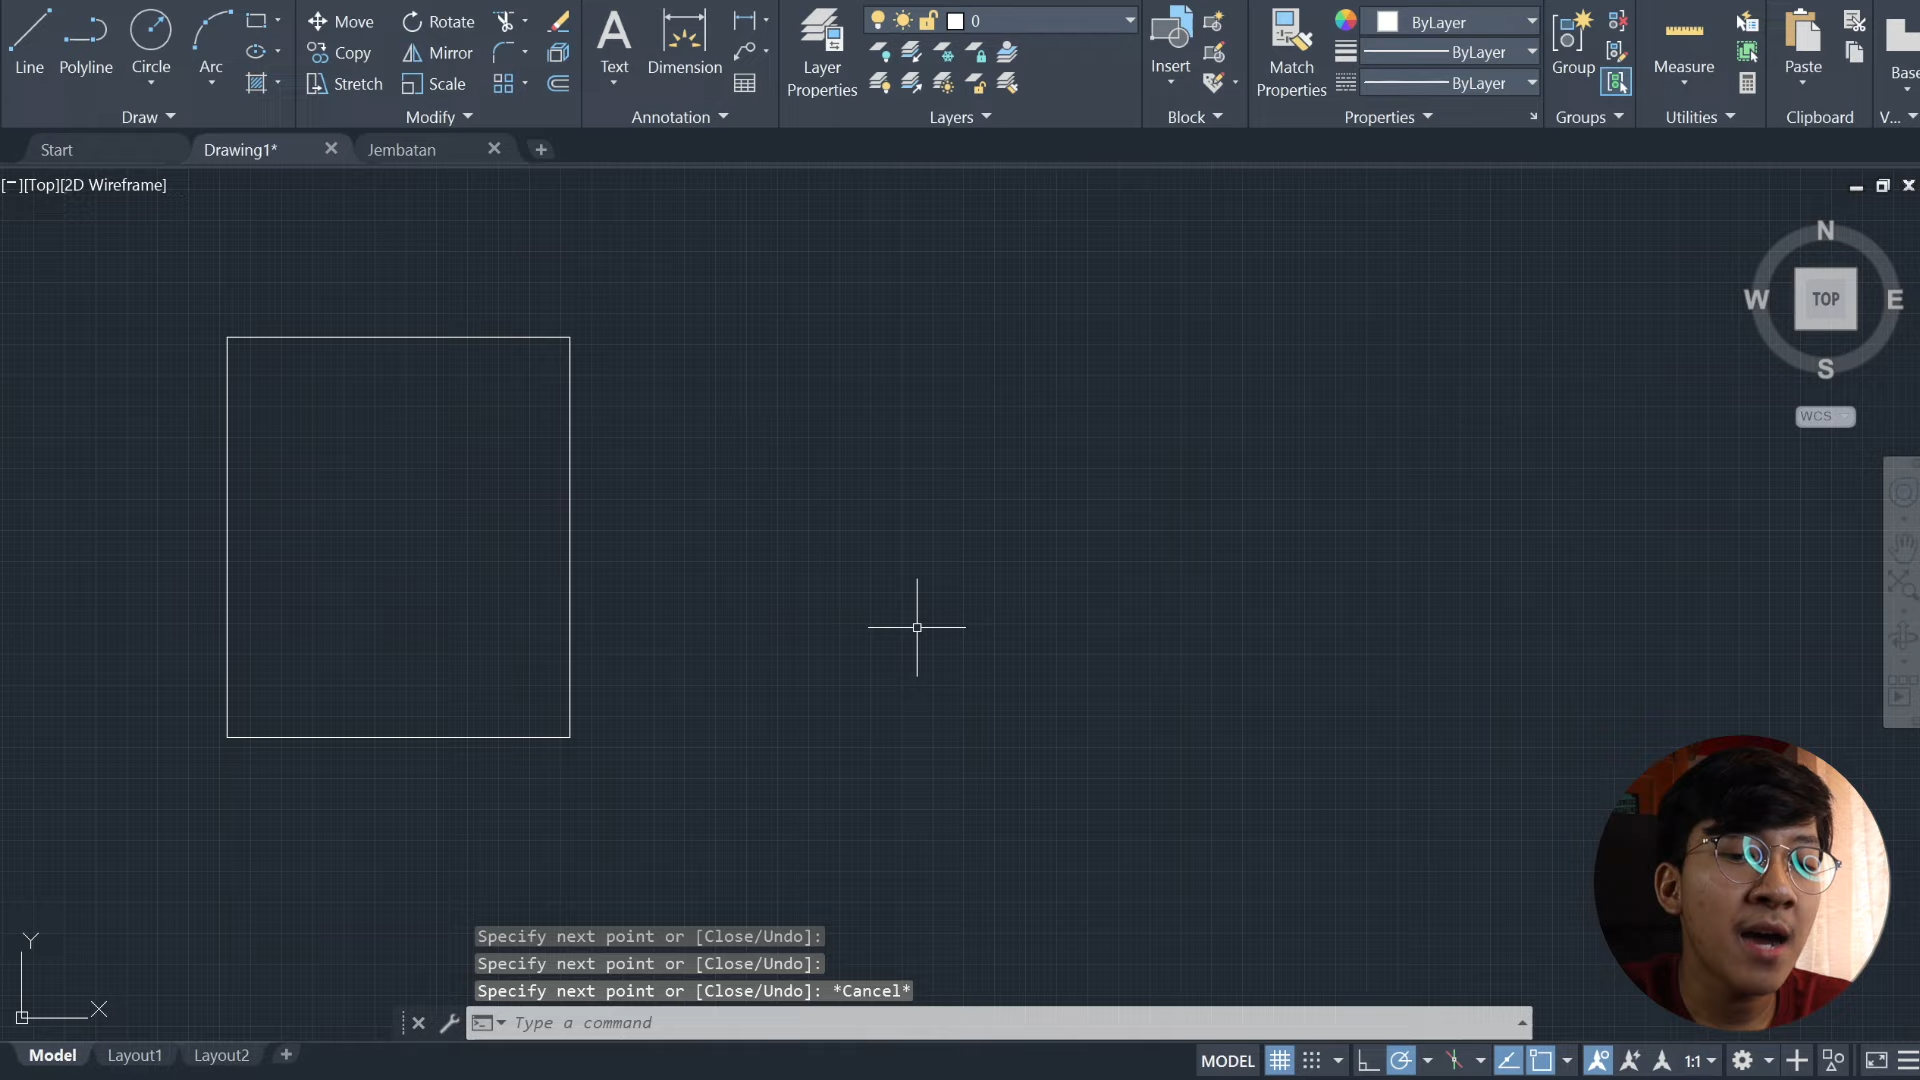 Line
Polyline
Circle
Arc
Draw
Move
Copy
Stretch
Rotate
Mirror
Scale
Modify
Text
Dimension
Annotation
Layer
Properties
0
Layers
Insert
Block
Match
Properties
ByLayer
ByLayer
ByLayer
Properties
Group
Groups
Measure
Utilities
Paste
Clipboard
Base
V...
Start
Drawing1*
Jembatan
[−][Top][2D Wireframe]
N
W
TOP
E
S
WCS
Y
X
Specify next point or [Close/Undo]:
Specify next point or [Close/Undo]:
Specify next point or [Close/Undo]: *Cancel*
Type a command
Model
Layout1
Layout2
MODEL
1:1